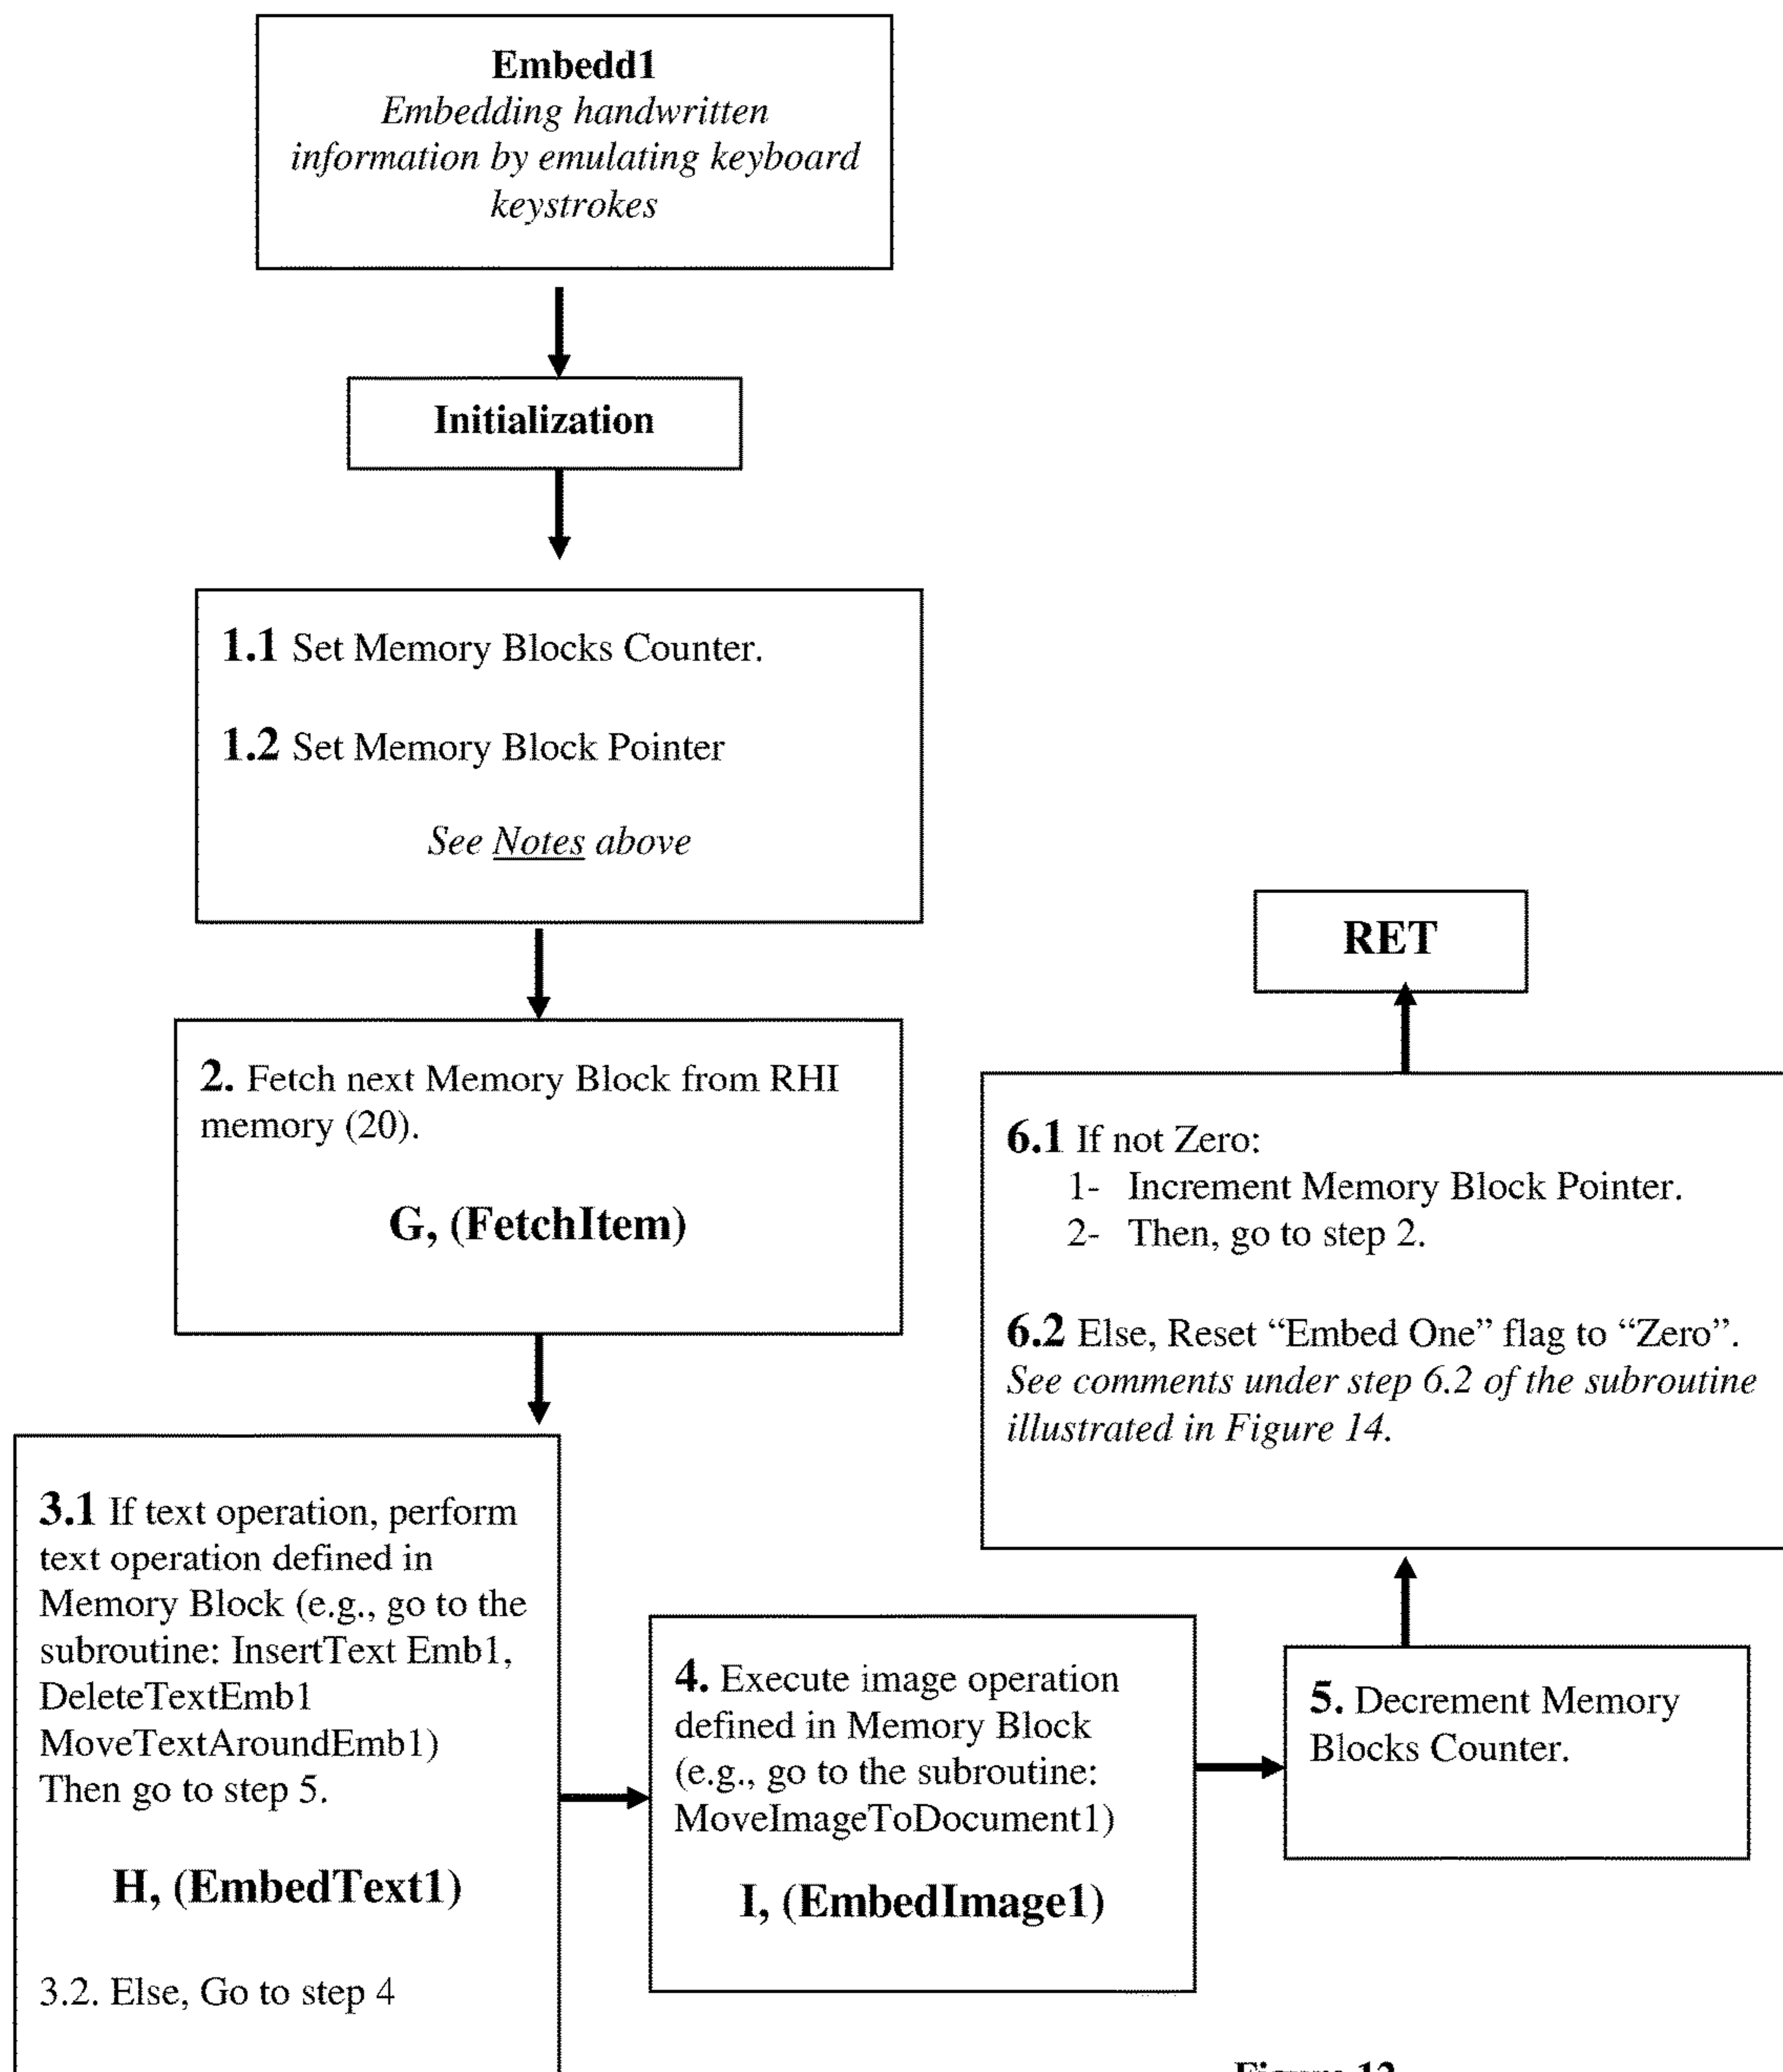 Embedd1
Embedding handwritten
information by emulating keyboard
keystrokes
Initialization
1.1 Set Memory Blocks Counter.
1.2 Set Memory Block Pointer
See Notes above
2. Fetch next Memory Block from RHI
memory (20).
G, (FetchItem)
3.1 If text operation, perform
text operation defined in
Memory Block (e.g., go to the
subroutine: InsertText Emb1,
DeleteTextEmb1
MoveTextAroundEmb1)
Then go to step 5.
H, (EmbedText1)
3.2. Else, Go to step 4
4. Execute image operation
defined in Memory Block
(e.g., go to the subroutine:
MoveImageToDocument1)
I, (EmbedImage1)
5. Decrement Memory
Blocks Counter.
6.1 If not Zero:
1- Increment Memory Block Pointer.
2- Then, go to step 2.
6.2 Else, Reset “Embed One” flag to “Zero”.
See comments under step 6.2 of the subroutine
illustrated in Figure 14.
RET